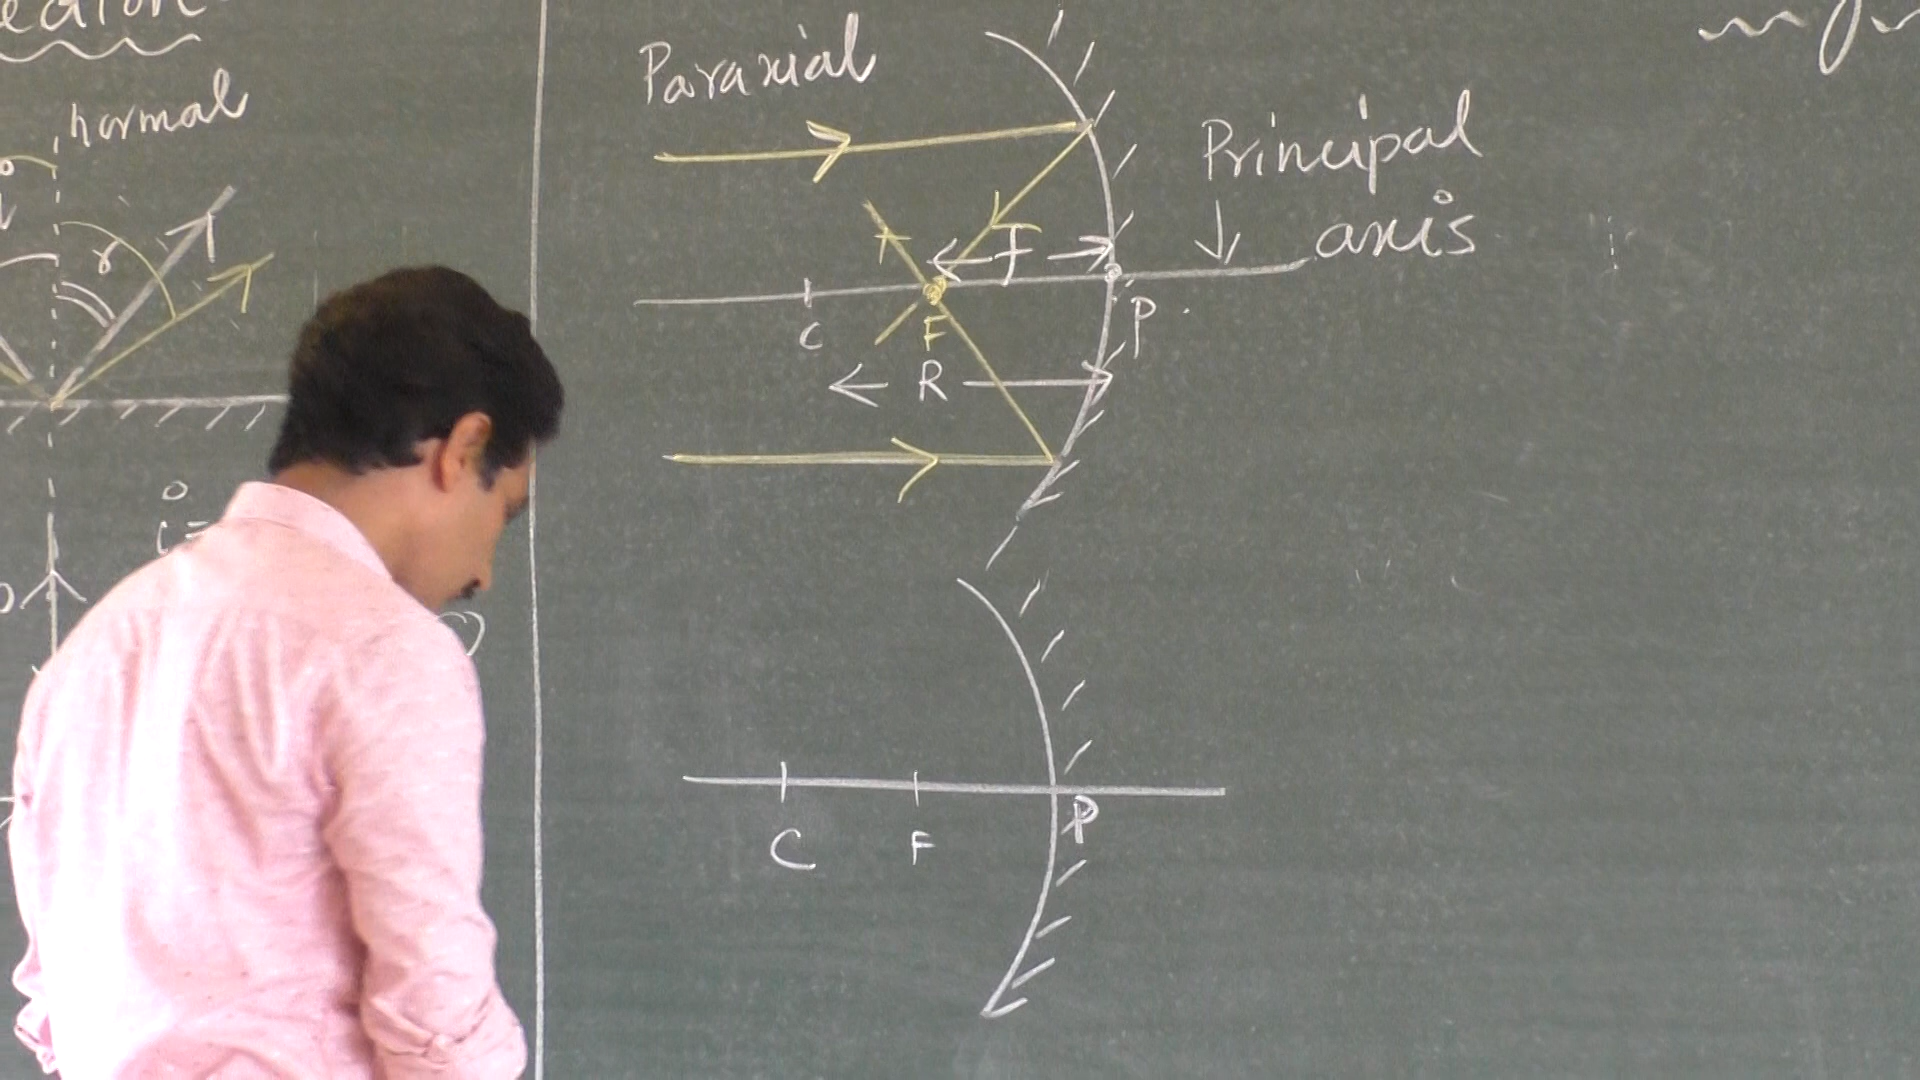 normal
r
i =
Paraxial
Principal
axis
f
C
F
P
R
C
F
P